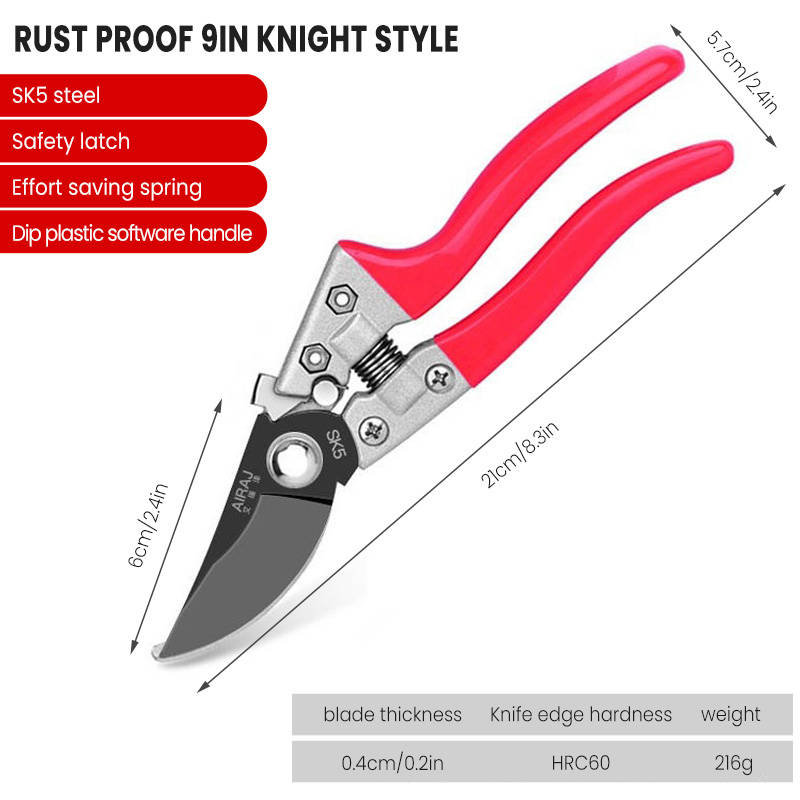 RUST PROOF 9IN KNIGHT STYLE
SK5 steel
Safety latch
Effort saving spring
Dip plastic software handle
5.7cm/2.4in
21cm/8.3in
6cm/2.4in
SK5
AIRAJ
blade thickness Knife edge hardness weight
0.4cm/0.2in HRC60 216g